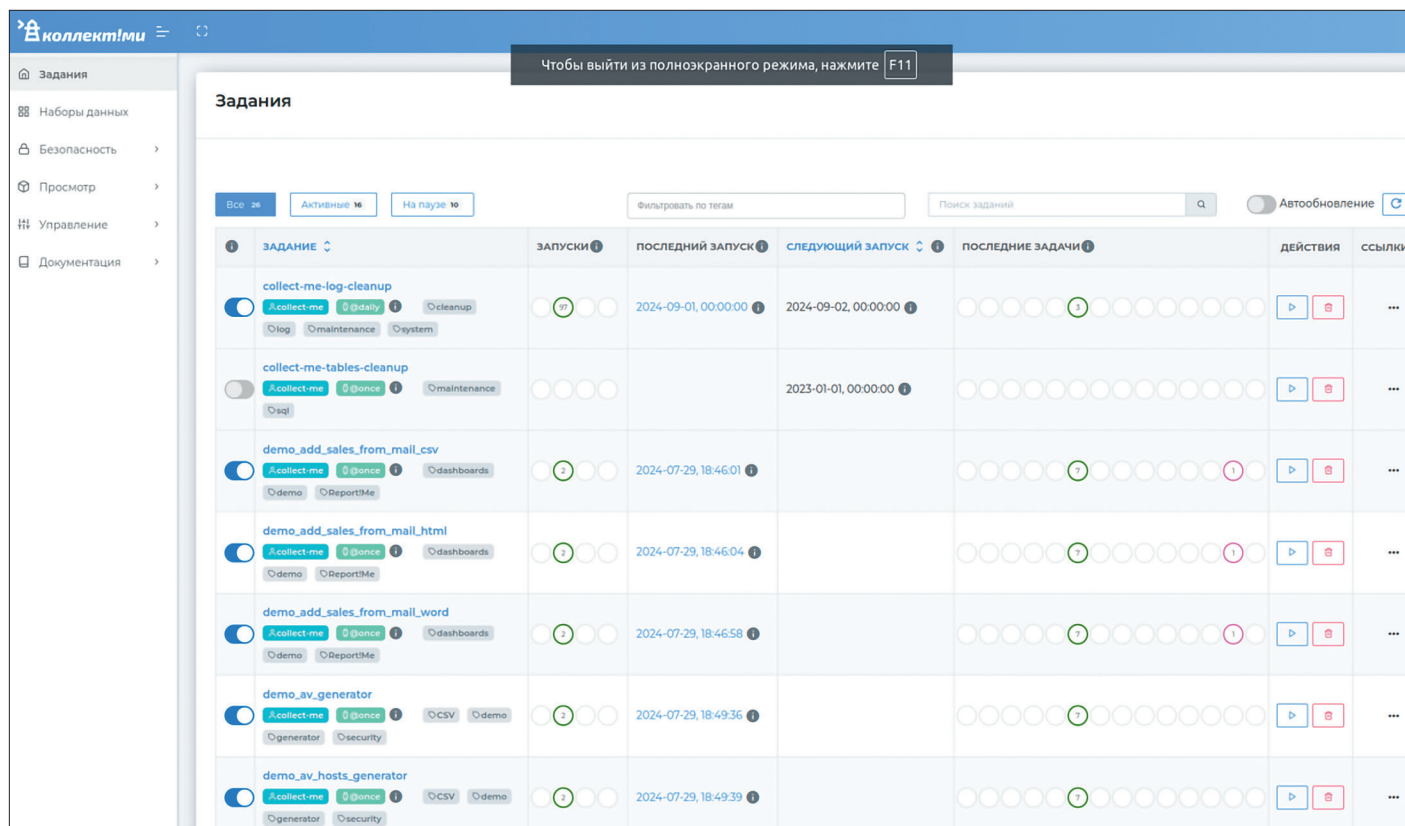 коллект!ми
Чтобы выйти из полноэкранного режима, нажмите F11
Задания
Наборы данных
Безопасность
Просмотр
Управление
Документация
Задания
Все 26
Активные 16
На паузе 10
Фильтровать по тегам
Поиск заданий
Автообновление
ЗАДАНИЕ ЗАПУСКИ ПОСЛЕДНИЙ ЗАПУСК СЛЕДУЮЩИЙ ЗАПУСК ПОСЛЕДНИЕ ЗАДАЧИ ДЕЙСТВИЯ ССЫЛКИ
collect-me-log-cleanup
collect-me @daily cleanup
97 2024-09-01, 00:00:00 2024-09-02, 00:00:00 3
log maintenance system
collect-me-tables-cleanup
collect-me @once maintenance
2023-01-01, 00:00:00
sql
demo_add_sales_from_mail_csv
collect-me @once dashboards
2 2024-07-29, 18:46:01 7 1
demo Report!Me
demo_add_sales_from_mail_html
collect-me @once dashboards
2 2024-07-29, 18:46:04 7 1
demo Report!Me
demo_add_sales_from_mail_word
collect-me @once dashboards
2 2024-07-29, 18:46:58 7 1
demo Report!Me
demo_av_generator
collect-me @once CSV demo
2 2024-07-29, 18:49:36 7
generator security
demo_av_hosts_generator
collect-me @once CSV demo
2 2024-07-29, 18:49:39 7
generator security